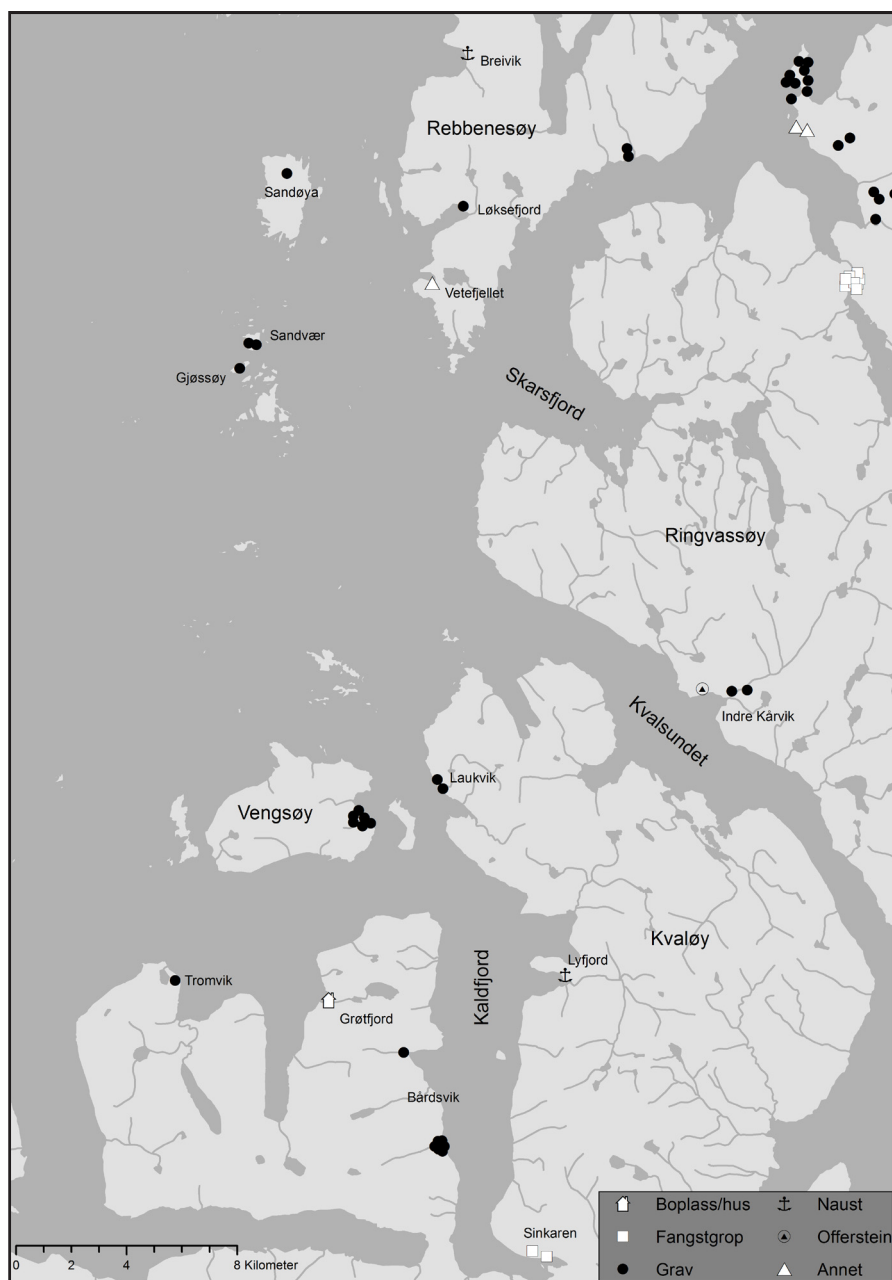 Breivik
Rebbenesøy
Sandøya
Løksefjord
Vetefjellet
Sandvær
Gjøssøy
Skarsfjord
Ringvassøy
Indre Kårvik
Kvalsundet
Laukvik
Vengsøy
Kvaløy
Lyfjord
Tromvik
Kaldfjord
Grøtfjord
Bårdsvik
Sinkaren
Boplass/hus
Naust
Fangstgrop
Offerstein
Grav
Annet
0 2 4 8 Kilometer